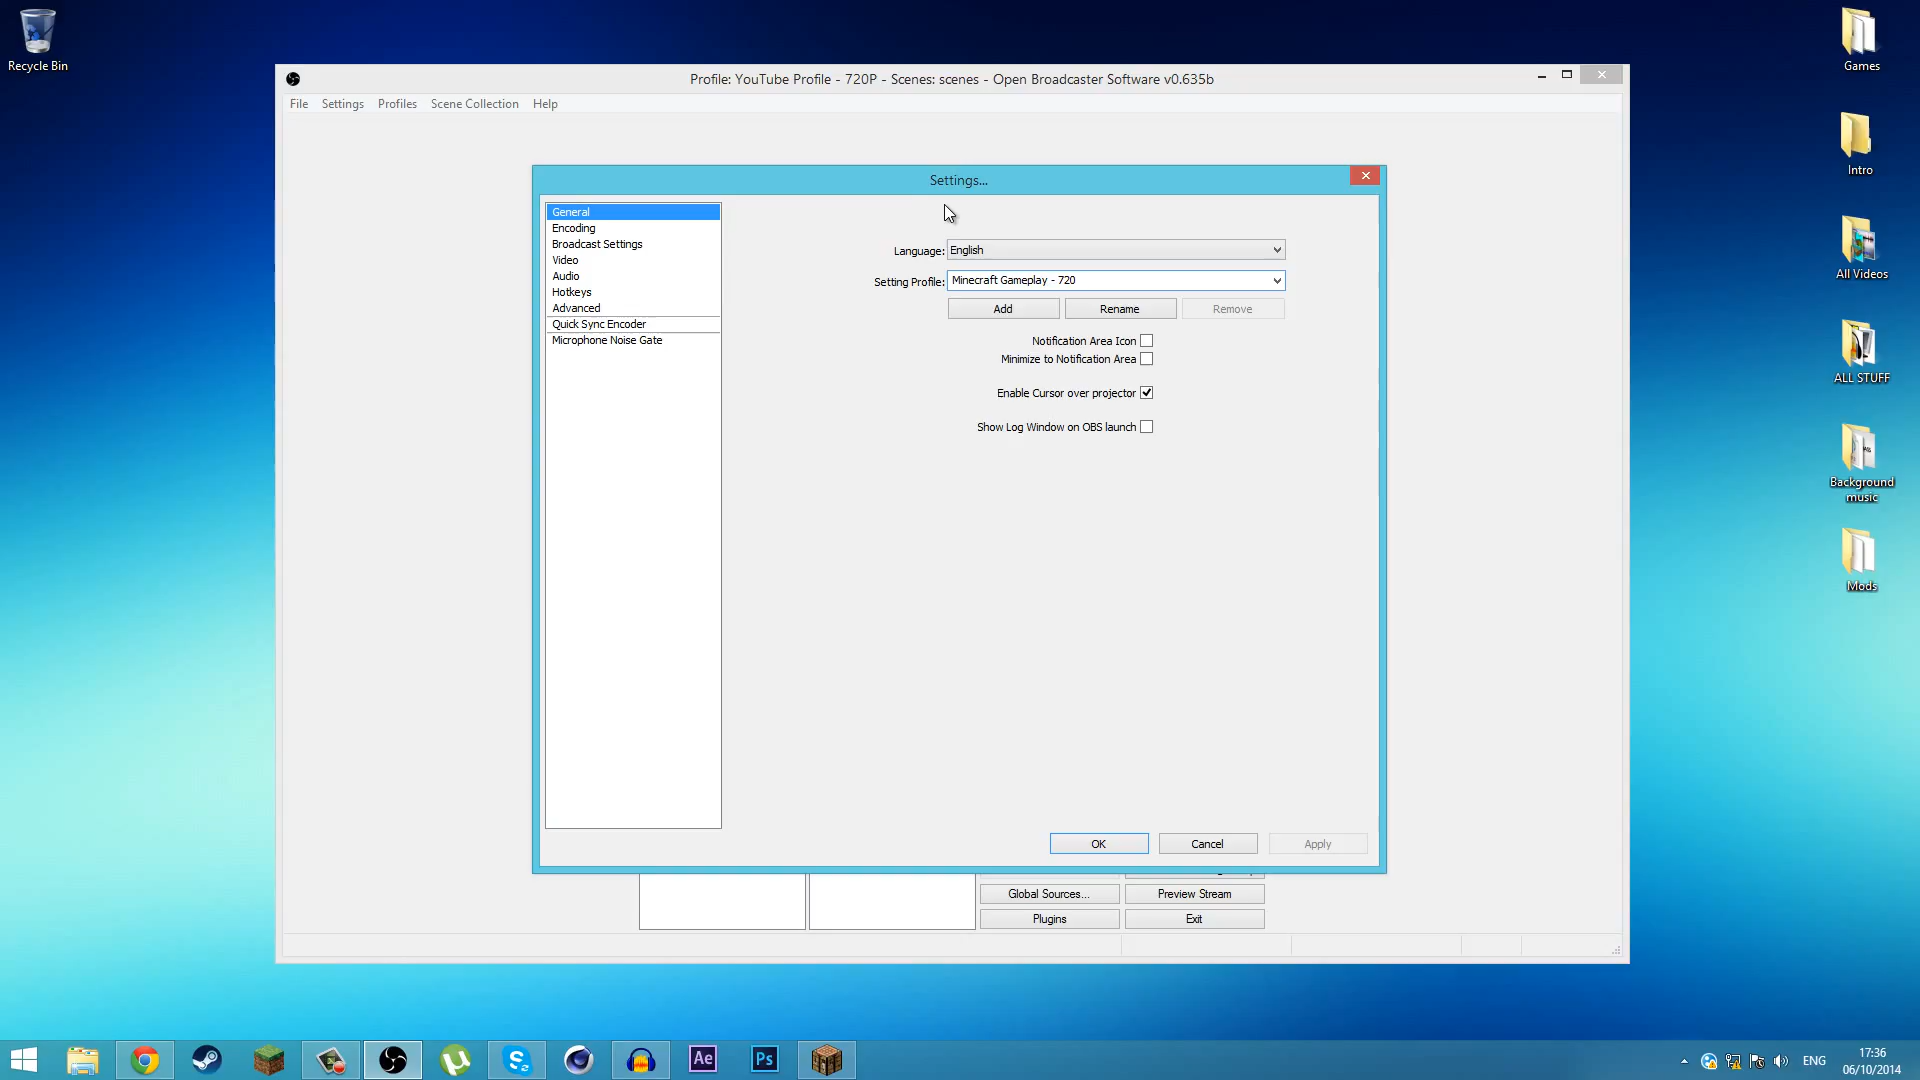 Recycle Bin
Profile: YouTube Profile - 720P - Scenes: scenes - Open Broadcaster Software v0.635b
File Settings Profiles Scene Collection Help
Settings...
General
Encoding
Broadcast Settings
Video
Audio
Hotkeys
Advanced
Quick Sync Encoder
Microphone Noise Gate
Language: English
Setting Profile: Minecraft Gameplay - 720
Add Rename Remove
Notification Area Icon
Minimize to Notification Area
Enable Cursor over projector
Show Log Window on OBS launch
OK Cancel Apply
Global Sources... Preview Stream
Plugins Exit
Games
Intro
All Videos
ALL STUFF
Background
music
Mods
Ae Ps
ENG
17:36
06/10/2014